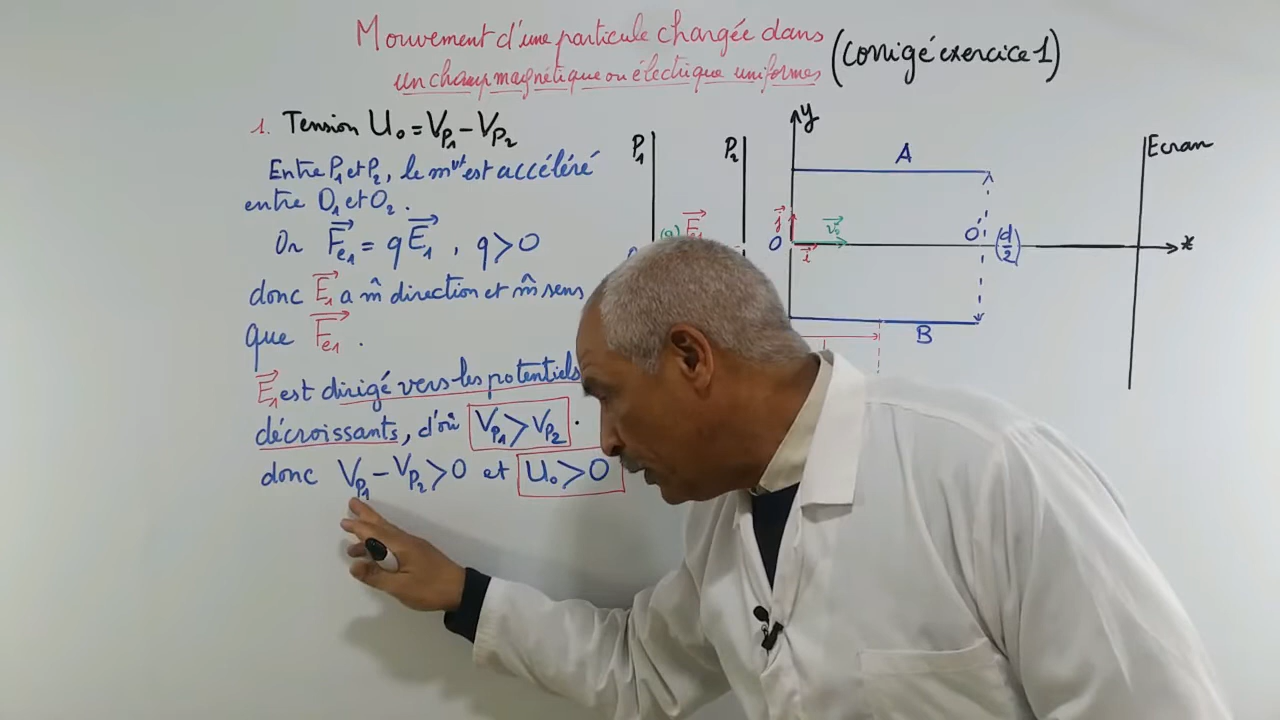 Mouvement d'une particule chargée dans
un champ magnétique ou électrique uniformes
(Corrigé exercice 1)
1. Tension U₀ = V_P₁ - V_P₂
Entre P₁ et P₂, le mᵛᵗ est accéléré
entre O₁ et O₂.
Or F⃗e₁ = q E⃗₁, q > 0
donc E⃗₁ a m̂ direction et m̂ sens
que F⃗e₁.
E⃗₁ est dirigé vers les potentiels
décroissants, d'où V_P₁ > V_P₂.
donc V_P₁ - V_P₂ > 0 et U₀ > 0
P₁
P₂
y
A
Ecran
j⃗
v⃗₀
O
i⃗
O'
(d/2)
x
B